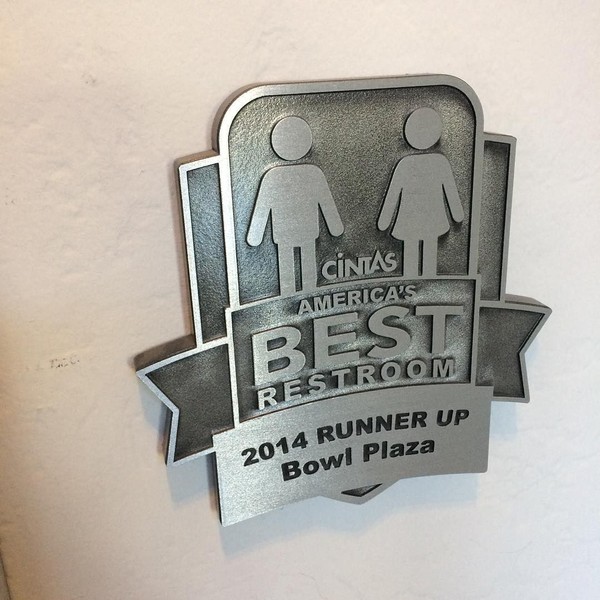 CiNTAS
AMERICA'S
BEST
RESTROOM
2014 RUNNER UP
Bowl Plaza